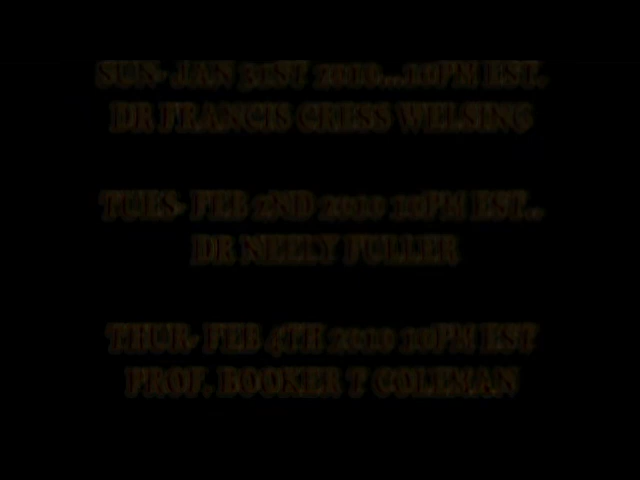 SUN- JAN 31ST 2010...10PM EST.
DR FRANCIS CRESS WELSING
TUES- FEB 2ND 2010 10PM EST..
DR NEELY FULLER
THUR- FEB 4TH 2010 10PM EST
PROF. BOOKER T COLEMAN